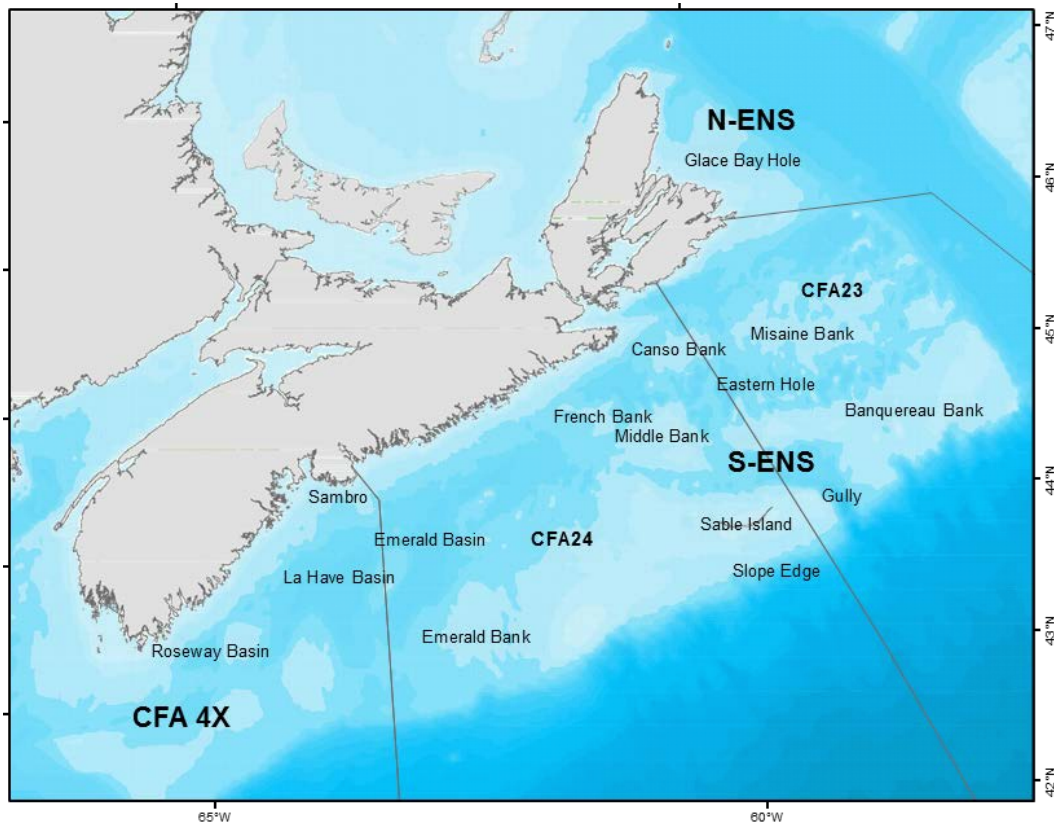 47°N
N-ENS
Glace Bay Hole
46°N
CFA23
45°N
Misaine Bank
Canso Bank
Eastern Hole
Banquereau Bank
French Bank
Middle Bank
S-ENS
44°N
Gully
Sambro
Sable Island
Emerald Basin
CFA24
Slope Edge
La Have Basin
43°N
Emerald Bank
Roseway Basin
CFA 4X
42°N
65°W
60°W